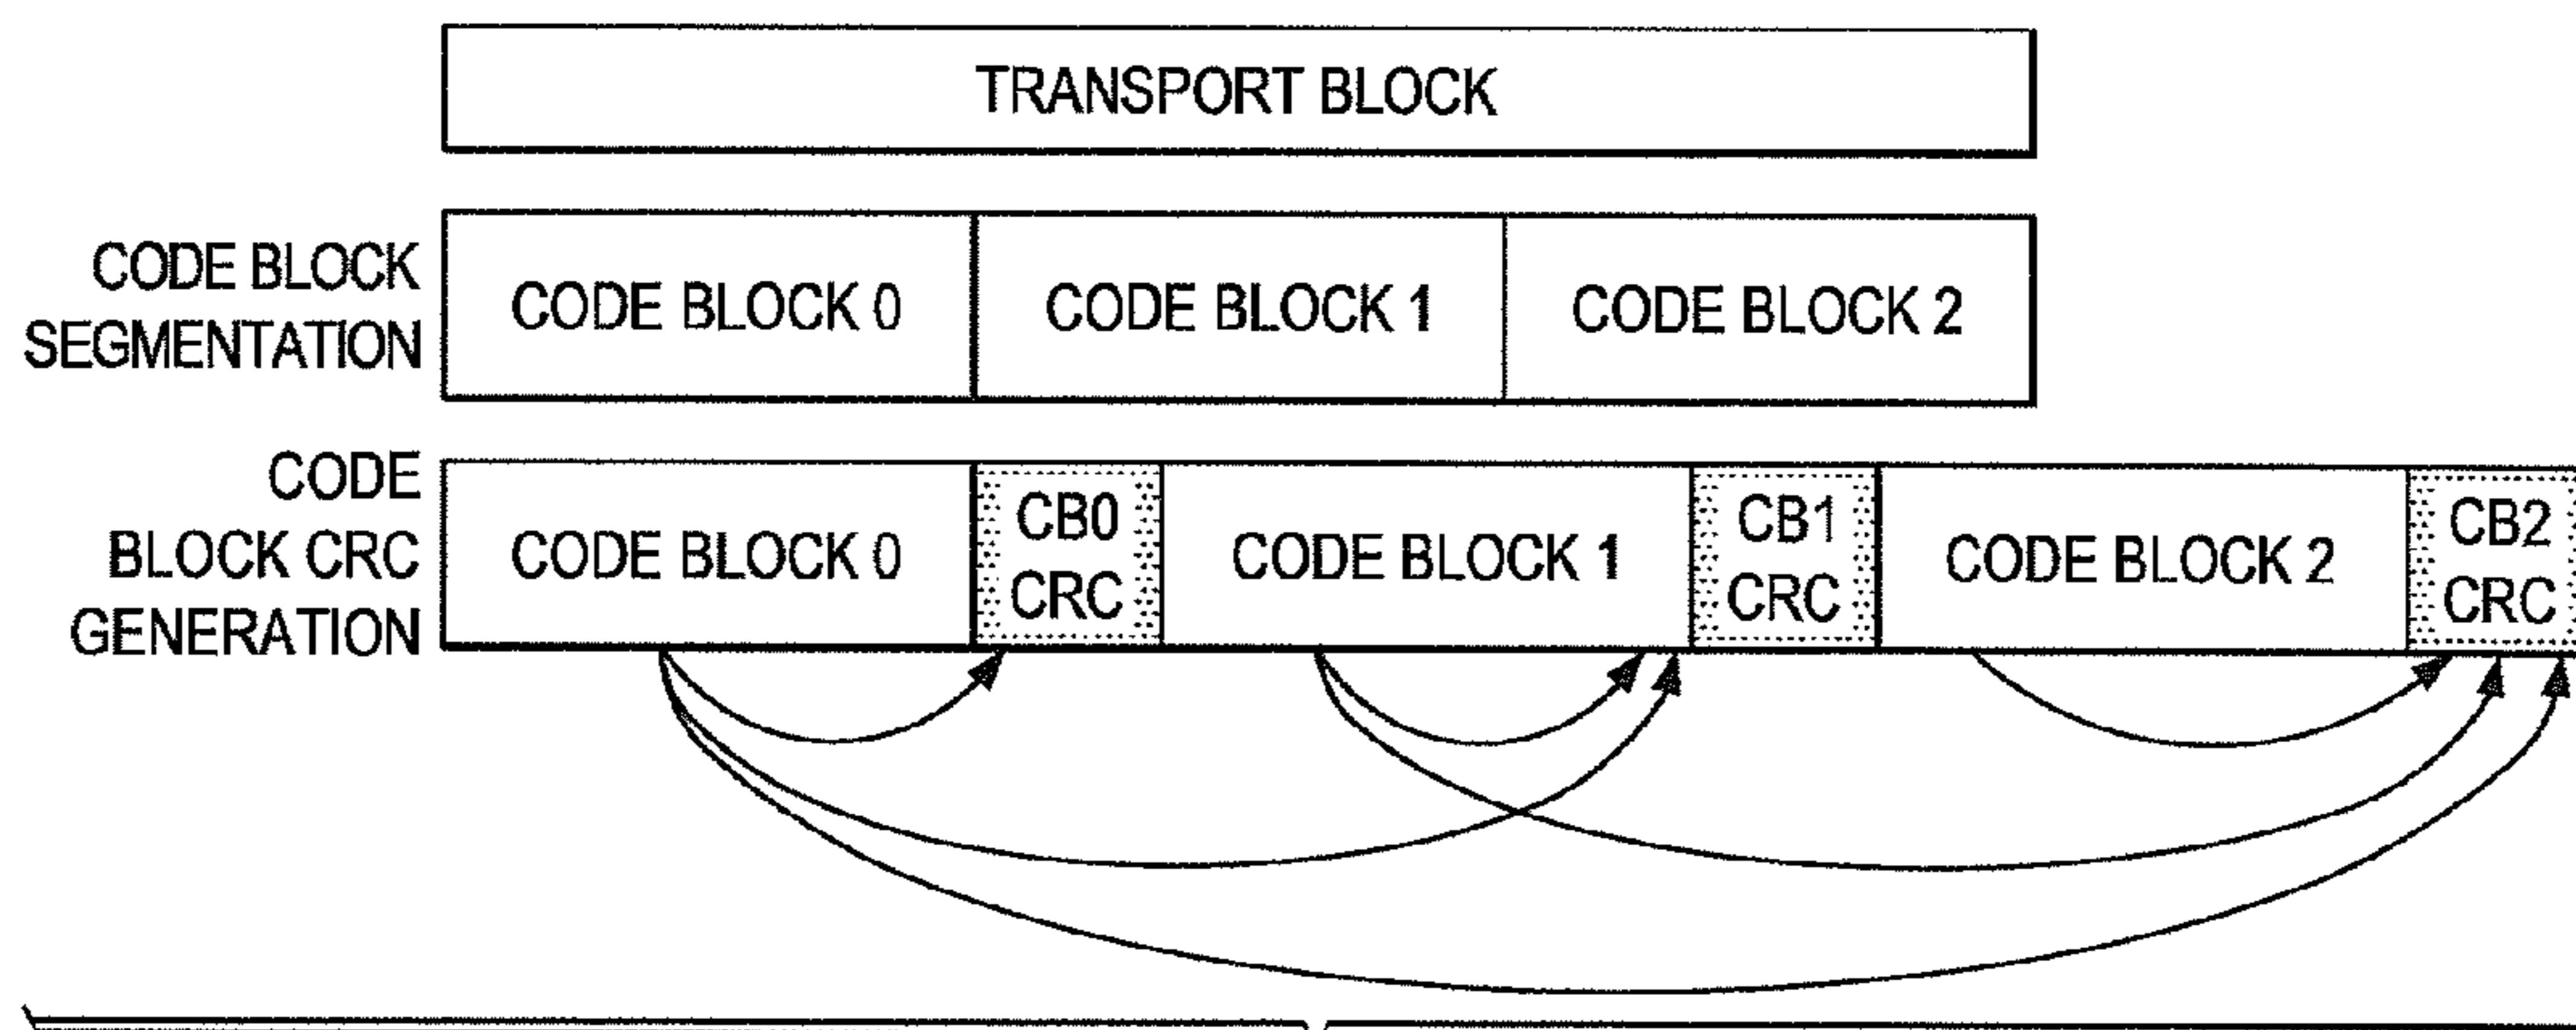 TRANSPORT BLOCK
CODE BLOCK
SEGMENTATION
CODE BLOCK 0
CODE BLOCK 1
CODE BLOCK 2
CODE
BLOCK CRC
GENERATION
CODE BLOCK 0
CB0
CRC
CODE BLOCK 1
CB1
CRC
CODE BLOCK 2
CB2
CRC